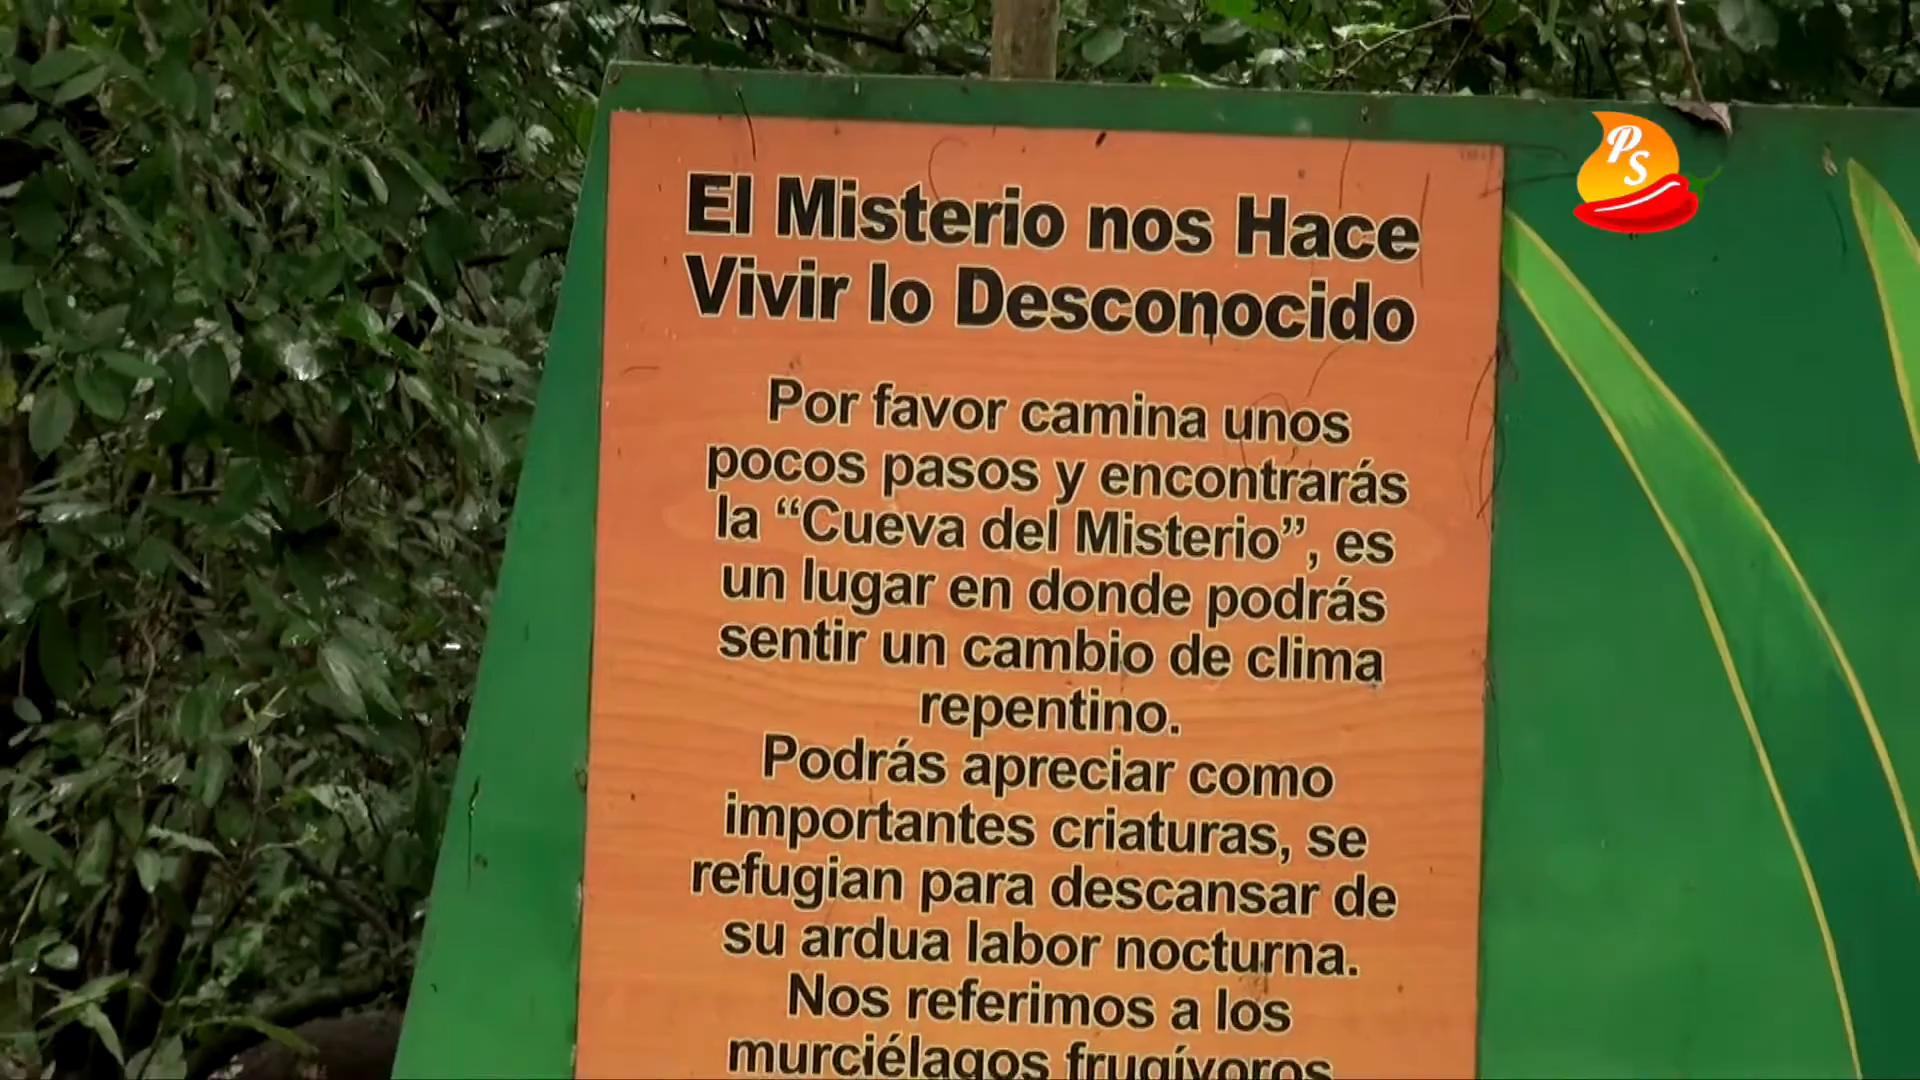 El Misterio nos Hace
Vivir lo Desconocido
Por favor camina unos
pocos pasos y encontrarás
la “Cueva del Misterio”, es
un lugar en donde podrás
sentir un cambio de clima
repentino.
Podrás apreciar como
importantes criaturas, se
refugian para descansar de
su ardua labor nocturna.
Nos referimos a los
murciélagos frugívoros
PS